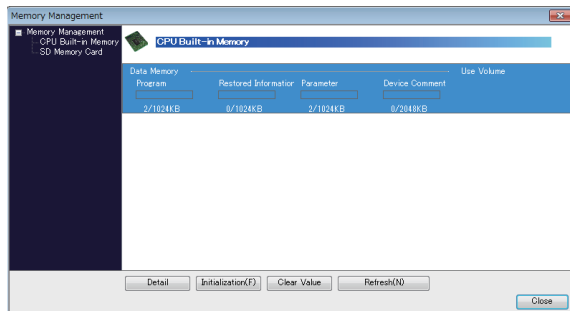 Memory Management
Memory Management
CPU Built-in Memory
SD Memory Card
CPU Built-in Memory
Data Memory
Use Volume
Program Restored Informatior Parameter Device Comment
2/1024KB 0/1024KB 2/1024KB 0/2048KB
Detail Initialization(F) Clear Value Refresh(N)
Close